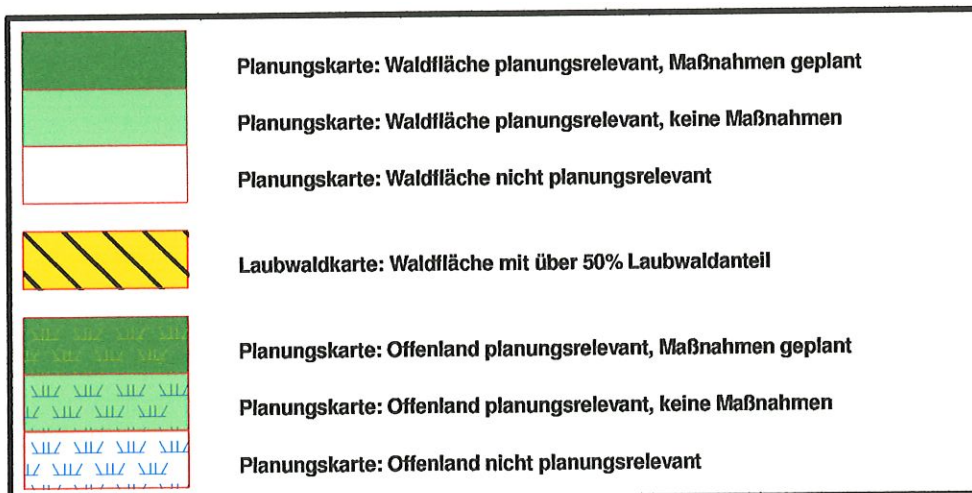 Planungskarte: Waldfläche planungsrelevant, Maßnahmen geplant
Planungskarte: Waldfläche planungsrelevant, keine Maßnahmen
Planungskarte: Waldfläche nicht planungsrelevant
Laubwaldkarte: Waldfläche mit über 50% Laubwaldanteil
Planungskarte: Offenland planungsrelevant, Maßnahmen geplant
Planungskarte: Offenland planungsrelevant, keine Maßnahmen
Planungskarte: Offenland nicht planungsrelevant